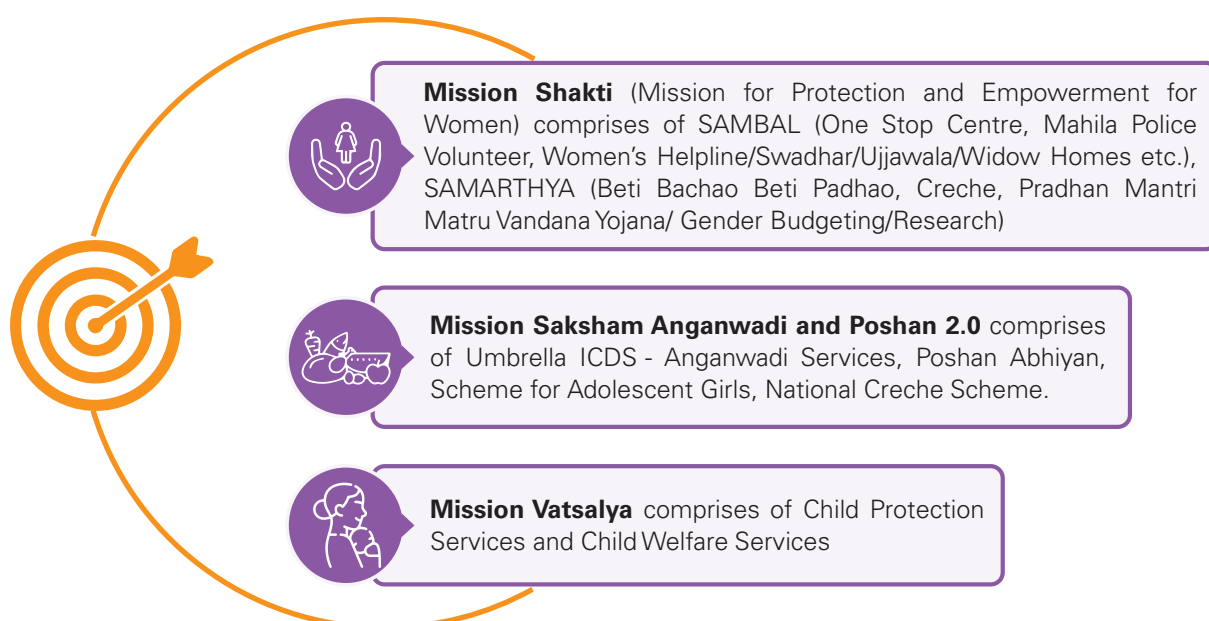 Mission Shakti (Mission for Protection and Empowerment for
Women) comprises of SAMBAL (One Stop Centre, Mahila Police
Volunteer, Women's Helpline/Swadhar/Ujjawala/Widow Homes etc.),
SAMARTHYA (Beti Bachao Beti Padhao, Creche, Pradhan Mantri
Matru Vandana Yojana/ Gender Budgeting/Research)
Mission Saksham Anganwadi and Poshan 2.0 comprises
of Umbrella ICDS - Anganwadi Services, Poshan Abhiyan,
Scheme for Adolescent Girls, National Creche Scheme.
Mission Vatsalya comprises of Child Protection
Services and Child Welfare Services